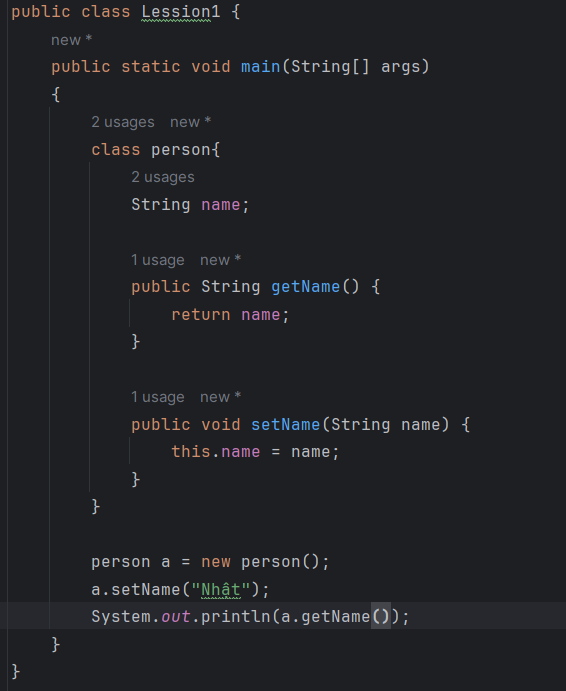 public class Lession1 {
new *
public static void main(String[] args)
{
2 usages new *
class person{
2 usages
String name;
1 usage new *
public String getName() {
return name;
}
1 usage new *
public void setName(String name) {
this.name = name;
}
}
person a = new person();
a.setName("Nhật");
System.out.println(a.getName());
}
}